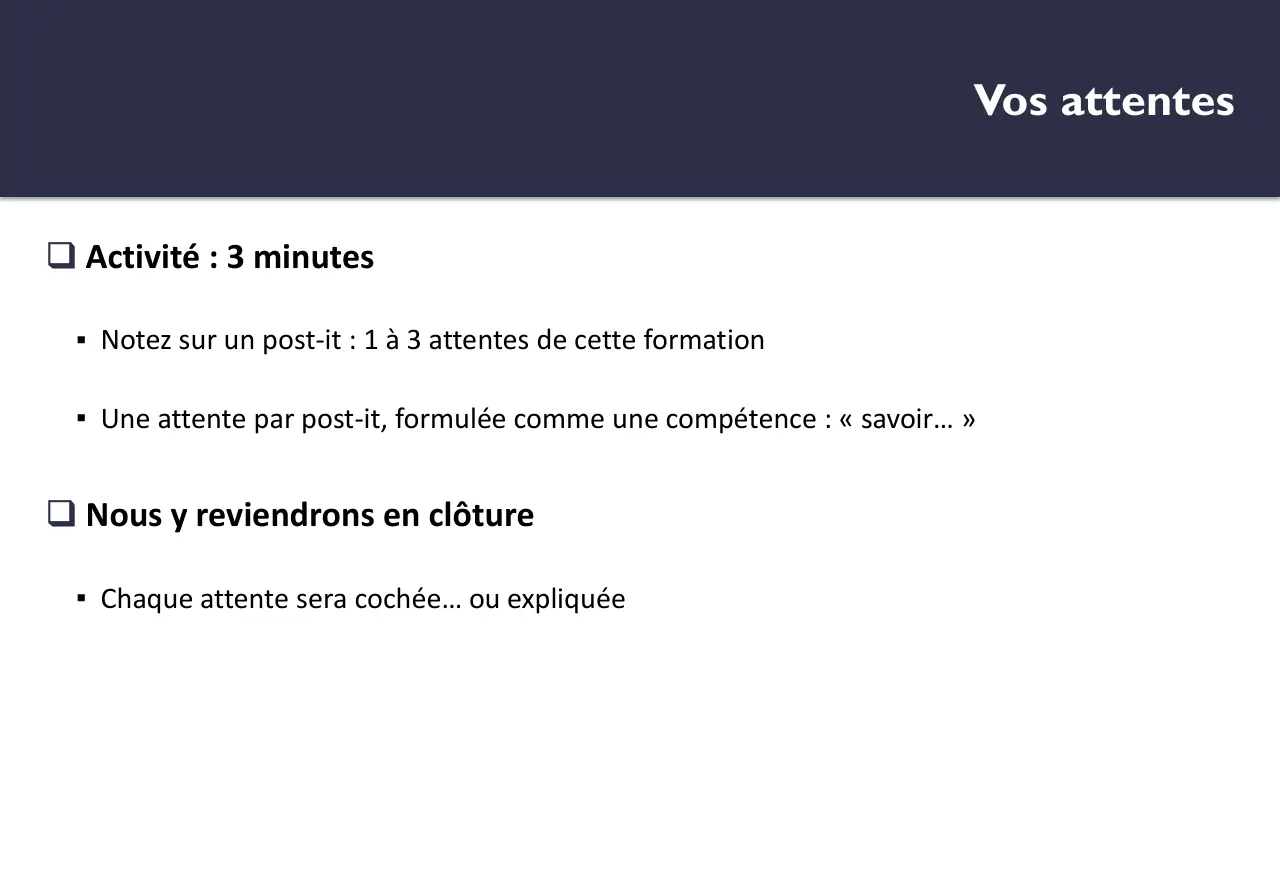 Vos attentes
❑ Activité : 3 minutes
▪ Notez sur un post-it : 1 à 3 attentes de cette formation
▪ Une attente par post-it, formulée comme une compétence : « savoir… »
❑ Nous y reviendrons en clôture
▪ Chaque attente sera cochée… ou expliquée